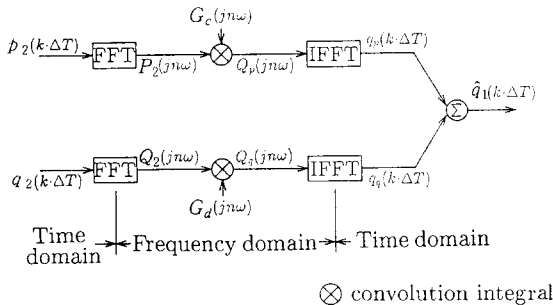 G_c(jnω)
p_2(k·ΔT) FFT P_2(jnω) ⊗ Q_p(jnω) IFFT q_p(k·ΔT)
Σ q̂_1(k·ΔT)
q_2(k·ΔT) FFT Q_2(jnω) ⊗ Q_q(jnω) IFFT q_q(k·ΔT)
G_d(jnω)
Time domain
Frequency domain
Time domain
⊗ convolution integral